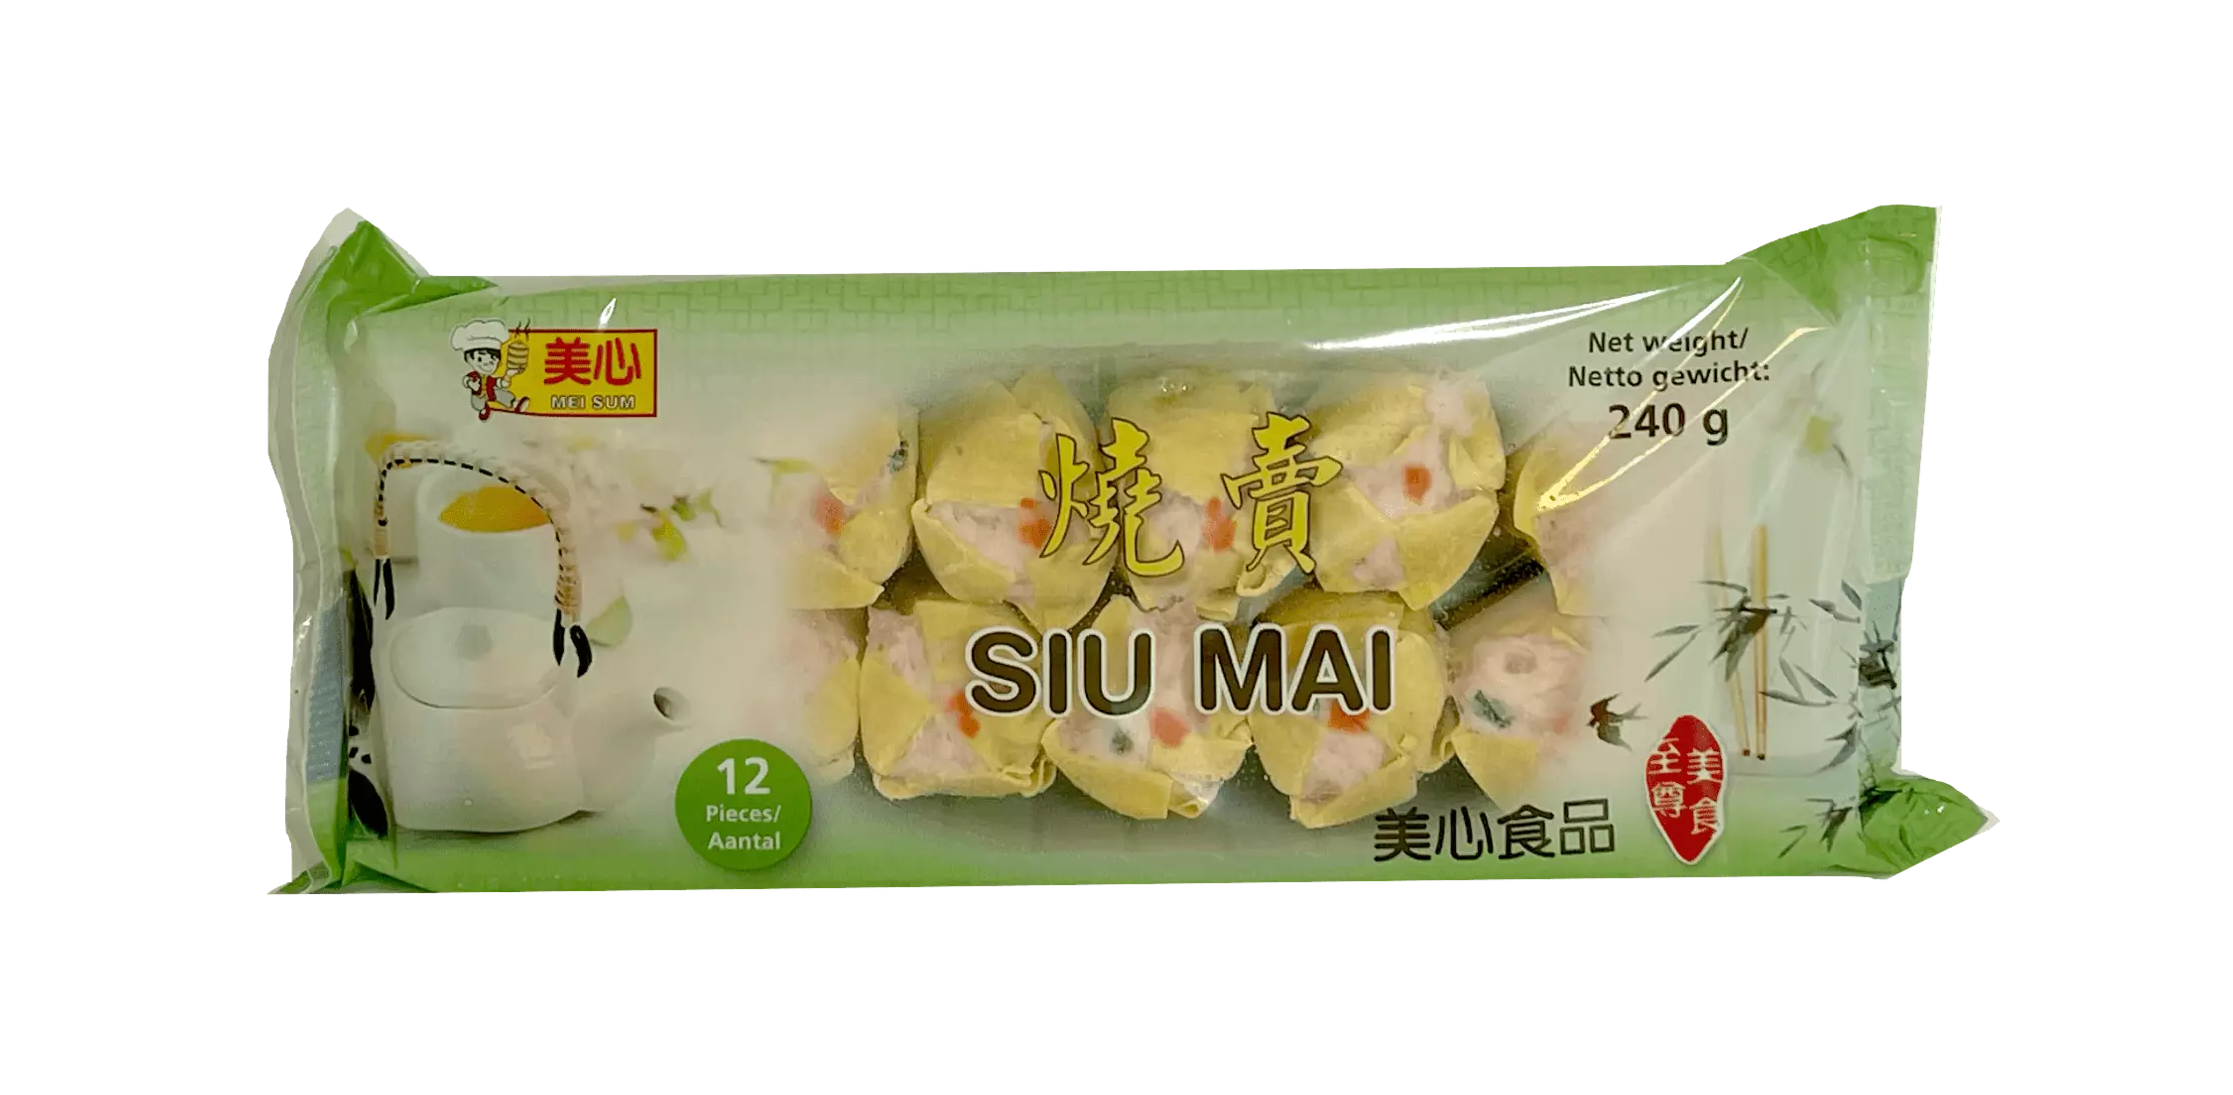 美心
MEI SUM
Net weight/
Netto gewicht:
240 g
燒賣
SIU MAI
12
Pieces/
Aantal
美心食品
美食
至尊